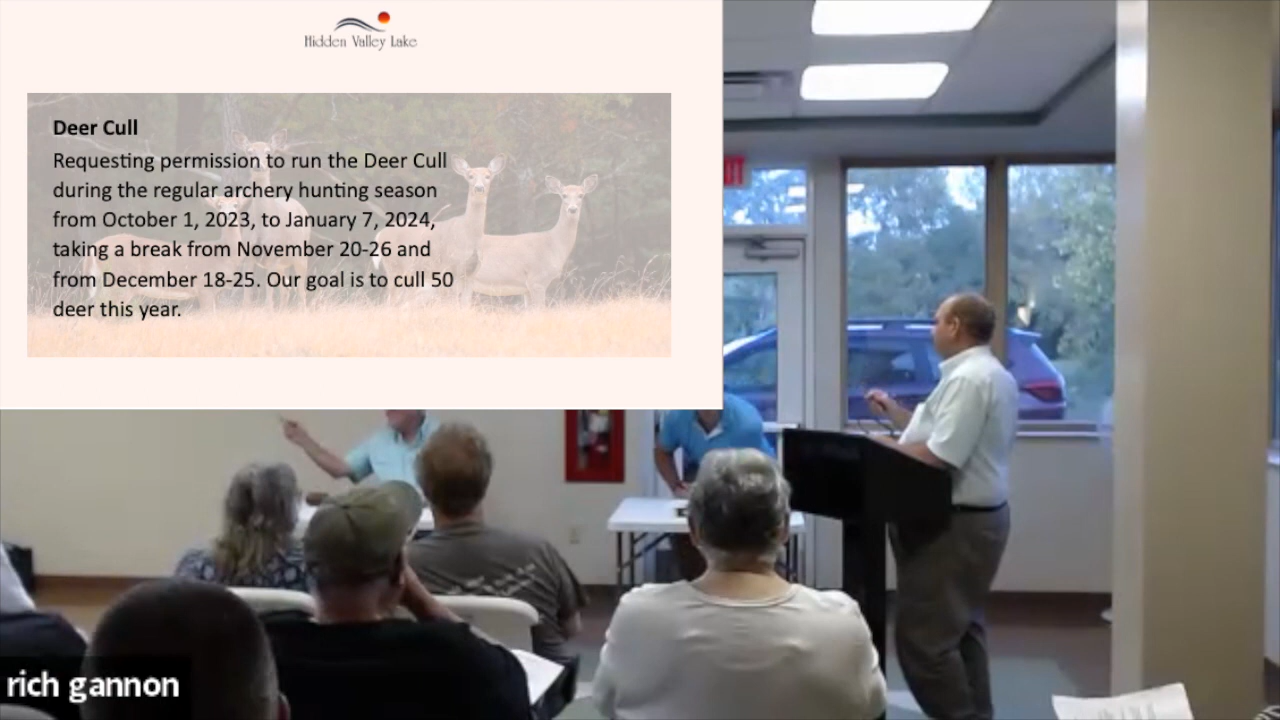 Hidden Valley Lake
Deer Cull
Requesting permission to run the Deer Cull
during the regular archery hunting season
from October 1, 2023, to January 7, 2024,
taking a break from November 20-26 and
from December 18-25. Our goal is to cull 50
deer this year.
rich gannon